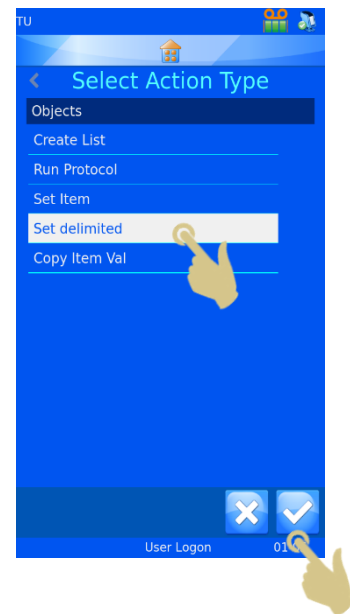 TU
Select Action Type
Objects
Create List
Run Protocol
Set Item
Set delimited
Copy Item Val
User Logon